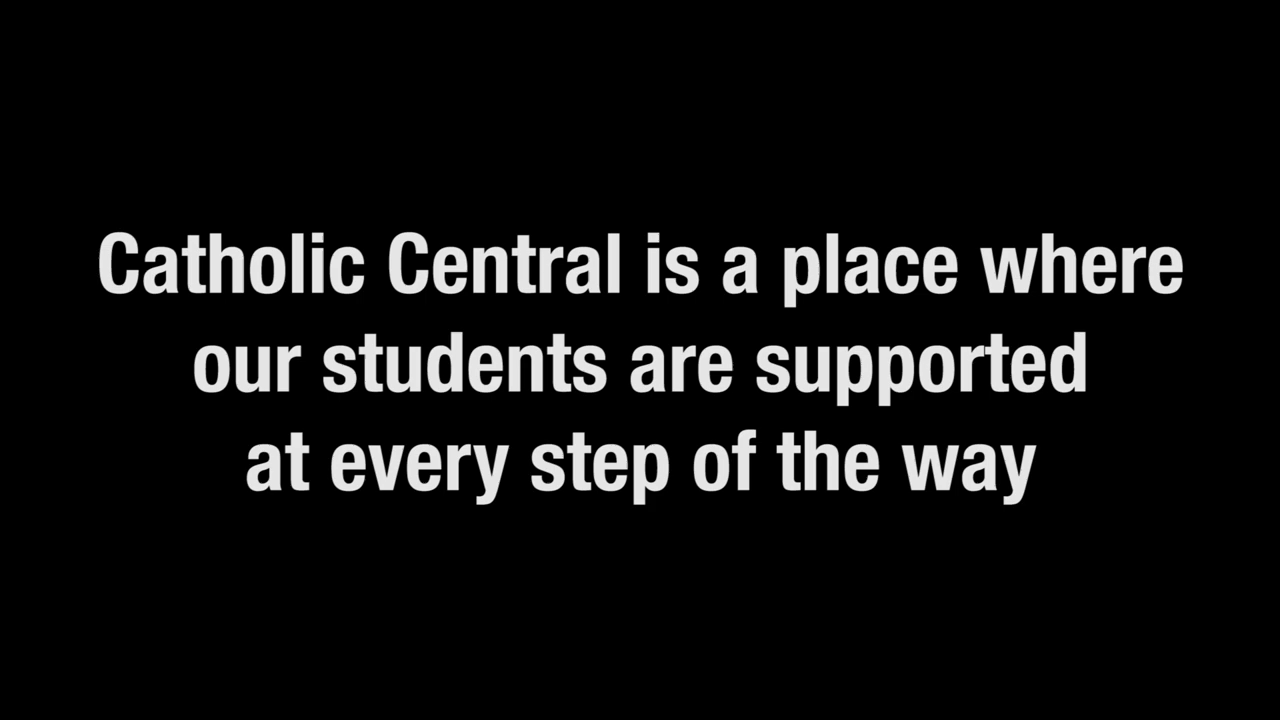 Catholic Central is a place where
our students are supported
at every step of the way